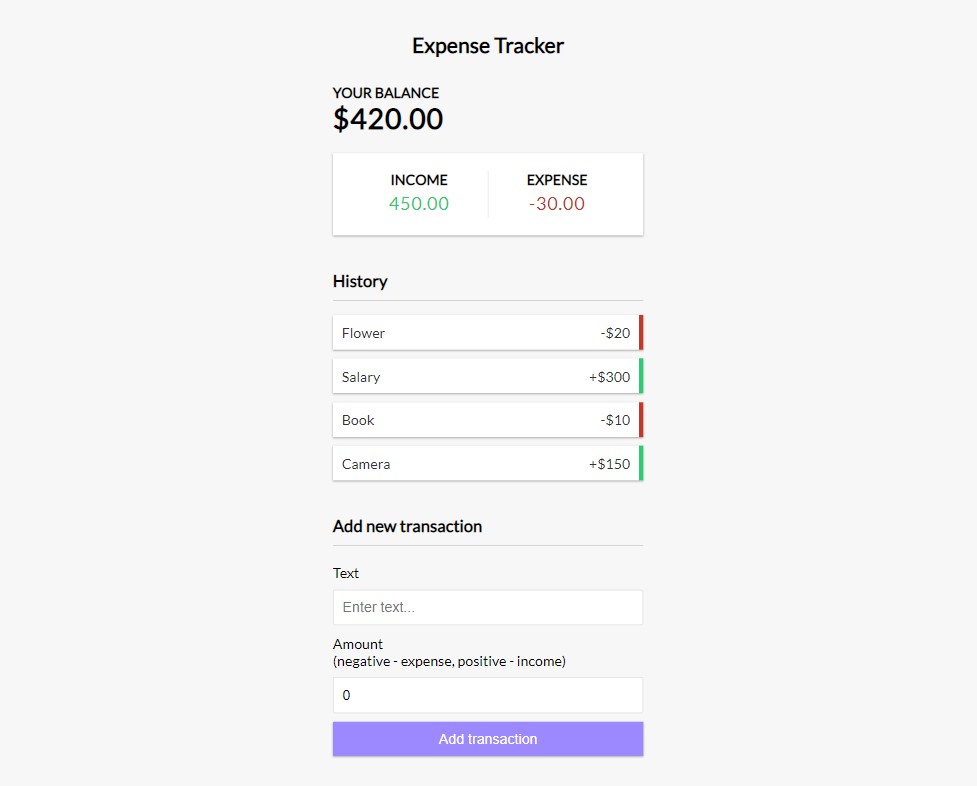 Expense Tracker
YOUR BALANCE
$420.00
INCOME EXPENSE
450.00 -30.00
History
Flower -$20
Salary +$300
Book -$10
Camera +$150
Add new transaction
Text
Enter text...
Amount
(negative - expense, positive - income)
0
Add transaction